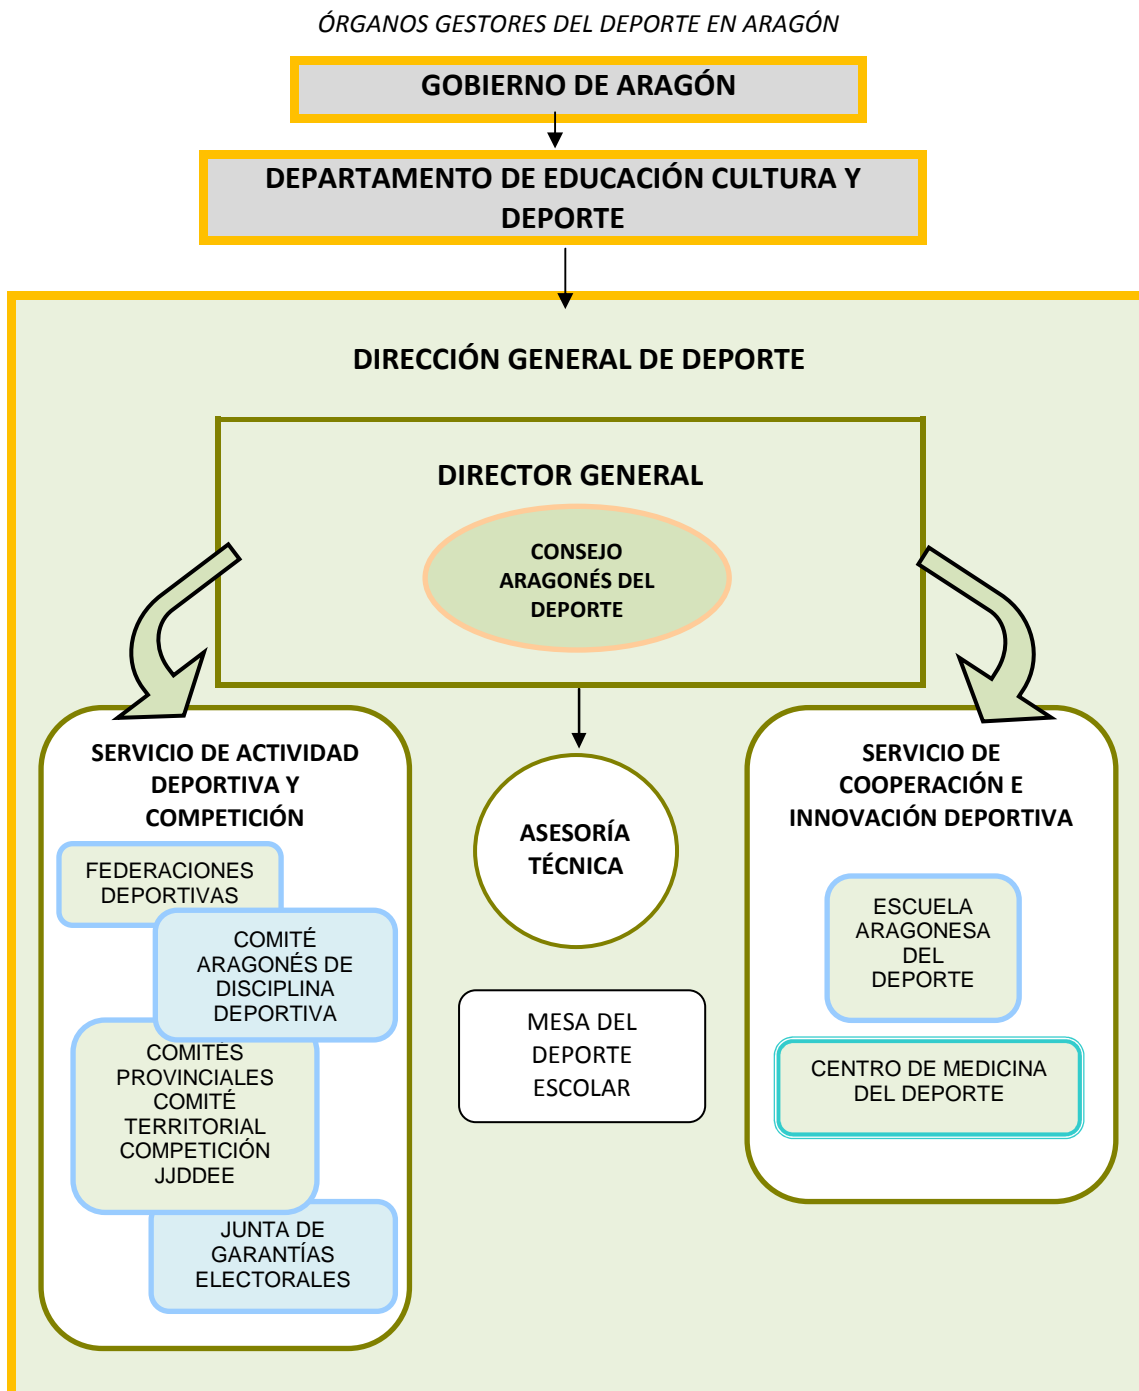 ÓRGANOS GESTORES DEL DEPORTE EN ARAGÓN
GOBIERNO DE ARAGÓN
DEPARTAMENTO DE EDUCACIÓN CULTURA Y
DEPORTE
DIRECCIÓN GENERAL DE DEPORTE
DIRECTOR GENERAL
CONSEJO
ARAGONÉS DEL
DEPORTE
SERVICIO DE ACTIVIDAD
DEPORTIVA Y
COMPETICIÓN
FEDERACIONES
DEPORTIVAS
COMITÉ
ARAGONÉS DE
DISCIPLINA
DEPORTIVA
COMITÉS
PROVINCIALES
COMITÉ
TERRITORIAL
COMPETICIÓN
JJDDEE
JUNTA DE
GARANTÍAS
ELECTORALES
ASESORÍA
TÉCNICA
MESA DEL
DEPORTE
ESCOLAR
SERVICIO DE
COOPERACIÓN E
INNOVACIÓN DEPORTIVA
ESCUELA
ARAGONESA
DEL
DEPORTE
CENTRO DE MEDICINA
DEL DEPORTE